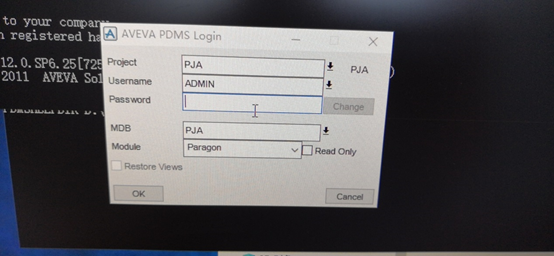 to your company
n registered ha
12.0.SP6.25[725
2011 AVEVA Sol
AVEVA PDMS Login
Project PJA PJA
Username ADMIN
Password Change
MDB PJA
Module Paragon Read Only
Restore Views
OK Cancel